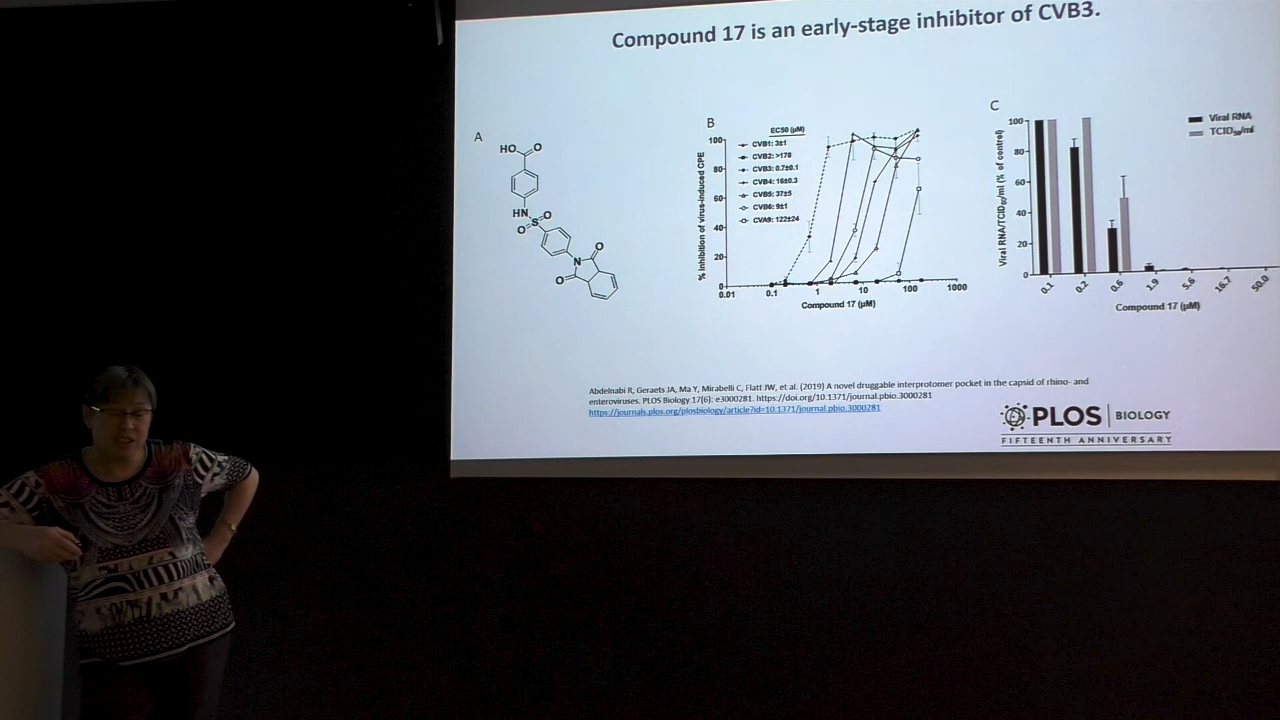 Compound 17 is an early-stage inhibitor of CVB3.
A
HO
O
HN
S
O
O
N
O
O
B
% Inhibition of virus-induced CPE
100
80
60
40
20
0
0.01
0.1
1
10
100
1000
Compound 17 (µM)
EC50 (µM)
CVB1: 3±1
CVB2: >178
CVB3: 0.7±0.1
CVB4: 16±0.3
CVB5: 37±5
CVB6: 9±1
CVA9: 122±24
C
Viral RNA/TCID50/ml (% of control)
100
80
60
40
20
0
0.1
0.2
0.6
1.9
5.6
16.7
50.0
Compound 17 (µM)
Viral RNA
TCID50/ml
Abdelnabi R, Geraets JA, Ma Y, Mirabelli C, Flatt JW, et al. (2019) A novel druggable interprotomer pocket in the capsid of rhino- and
enteroviruses. PLOS Biology 17(6): e3000281. https://doi.org/10.1371/journal.pbio.3000281
https://journals.plos.org/plosbiology/article?id=10.1371/journal.pbio.3000281
PLOS | BIOLOGY
FIFTEENTH ANNIVERSARY